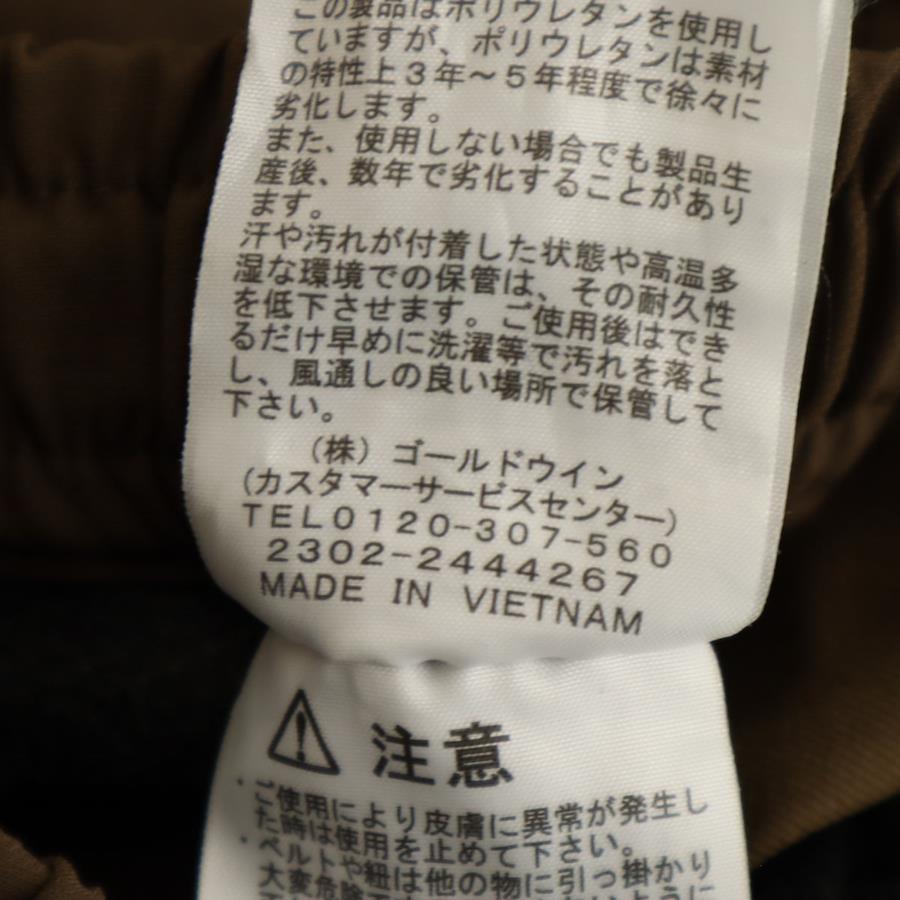 この製品はポリウレタンを使用し
ていますが、ポリウレタンは素材
の特性上3年～5年程度で徐々に
劣化します。
また、使用しない場合でも製品生
産後、数年で劣化することがあり
ます。
汗や汚れが付着した状態や高温多
湿な環境での保管は、その耐久性
を低下させます。ご使用後はでき
るだけ早めに洗濯等で汚れを落と
し、風通しの良い場所で保管して
下さい。
(株) ゴールドウイン
(カスタマーサービスセンター)
TEL0120-307-560
2302-2444267
MADE IN VIETNAM
注意
・ご使用により皮膚に異常が発生し
た時は使用を止めて下さい。
・ベルトや紐は他の物に引っ掛かり
大変危険